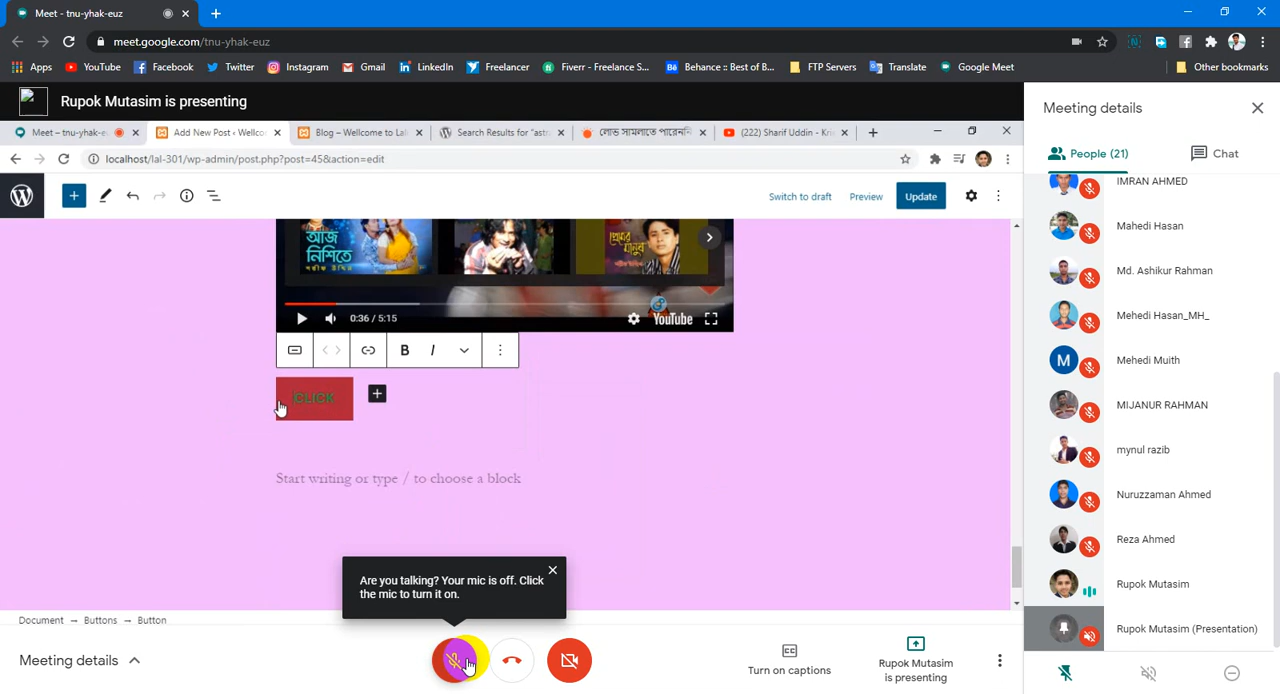 Meet - tnu-yhak-euz
meet.google.com/tnu-yhak-euz
Apps YouTube Facebook Twitter Instagram Gmail LinkedIn Freelancer Fiverr - Freelance S... Behance :: Best of B... FTP Servers Translate Google Meet Other bookmarks
Rupok Mutasim is presenting
Meet – tnu-yhak-eu Add New Post ‹ Wellco Blog – Welcome to Lal Search Results for "astr লোভ সামলাতে পারেননি (222) Sharif Uddin - Kri
localhost/lal-301/wp-admin/post.php?post=45&action=edit
Switch to draft Preview Update
আজ
নিশিতে
প্রেমের
মানুষ
0:36 / 5:15 YouTube
B I
CLICK
Start writing or type / to choose a block
Are you talking? Your mic is off. Click
the mic to turn it on.
Document → Buttons → Button
Meeting details
Turn on captions
Rupok Mutasim
is presenting
Meeting details
People (21) Chat
IMRAN AHMED
Mahedi Hasan
Md. Ashikur Rahman
Mehedi Hasan_MH_
M Mehedi Muith
MIJANUR RAHMAN
mynul razib
Nuruzzaman Ahmed
Reza Ahmed
Rupok Mutasim
Rupok Mutasim (Presentation)